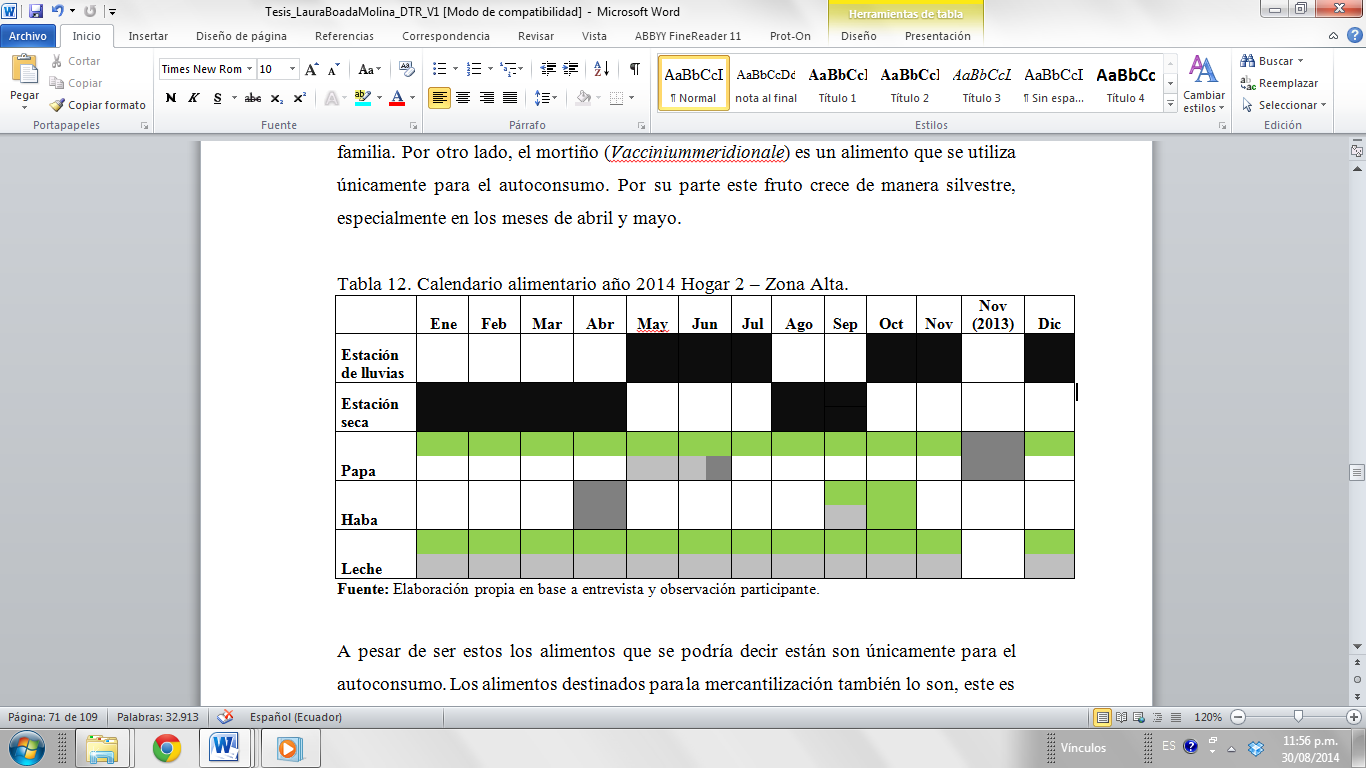 Tesis_LauraBoadaMolina_DTR_V1 [Modo de compatibilidad] - Microsoft Word
Herramientas de tabla
Archivo Inicio Insertar Diseño de página Referencias Correspondencia Revisar Vista ABBYY FineReader 11 Prot-On Diseño Presentación
Pegar
Cortar
Copiar
Copiar formato
Portapapeles
Times New Rom 10
N K S abc x₂ x²
Fuente
Párrafo
AaBbCcI AaBbCcDd AaBbCcI AaBbCcI AaBbCcI AaBbCcI AaBbCc
¶ Normal nota al final Título 1 Título 2 Título 3 ¶ Sin espa... Título 4
Estilos
Cambiar estilos
Buscar
Reemplazar
Seleccionar
Edición
familia. Por otro lado, el mortiño (Vacciniummeridionale) es un alimento que se utiliza
únicamente para el autoconsumo. Por su parte este fruto crece de manera silvestre,
especialmente en los meses de abril y mayo.
Tabla 12. Calendario alimentario año 2014 Hogar 2 – Zona Alta.
Ene Feb Mar Abr May Jun Jul Ago Sep Oct Nov Nov (2013) Dic
Estación
de lluvias
Estación
seca
Papa
Haba
Leche
Fuente: Elaboración propia en base a entrevista y observación participante.
A pesar de ser estos los alimentos que se podría decir están son únicamente para el
autoconsumo. Los alimentos destinados para la mercantilización también lo son, este es
Página: 71 de 109 Palabras: 32.913 Español (Ecuador) 120%
Vínculos ES 11:56 p.m.
30/08/2014